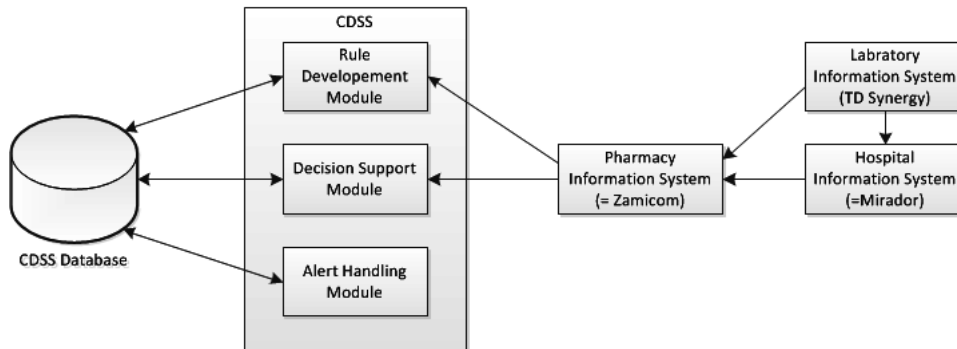 CDSS
Rule
Developement
Module
Labratory
Information System
(TD Synergy)
Decision Support
Module
Pharmacy
Information System
(= Zamicom)
Hospital
Information System
(=Mirador)
CDSS Database
Alert Handling
Module